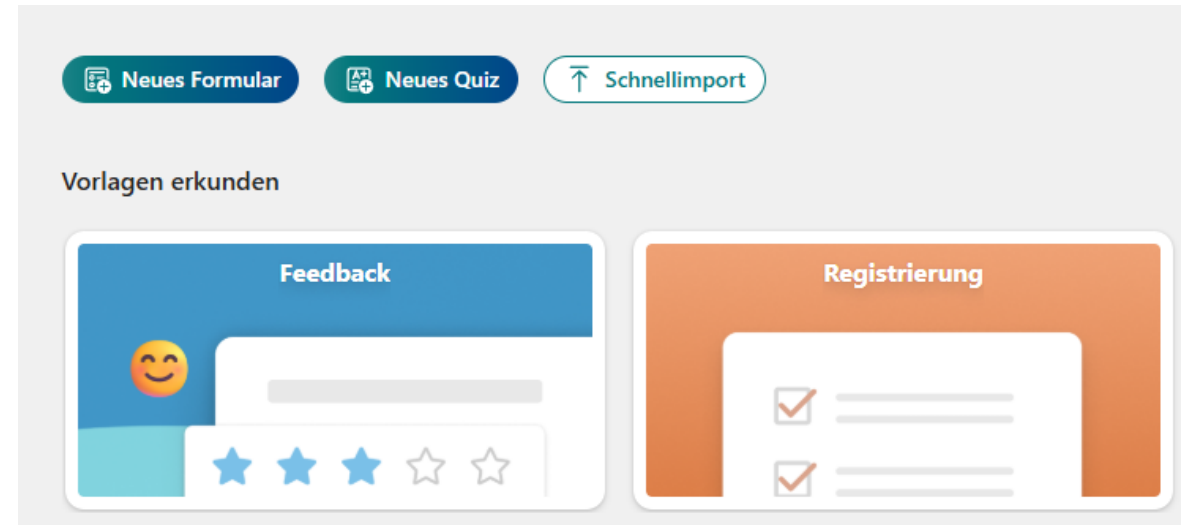 Neues Formular
Neues Quiz
Schnellimport
Vorlagen erkunden
Feedback
Registrierung